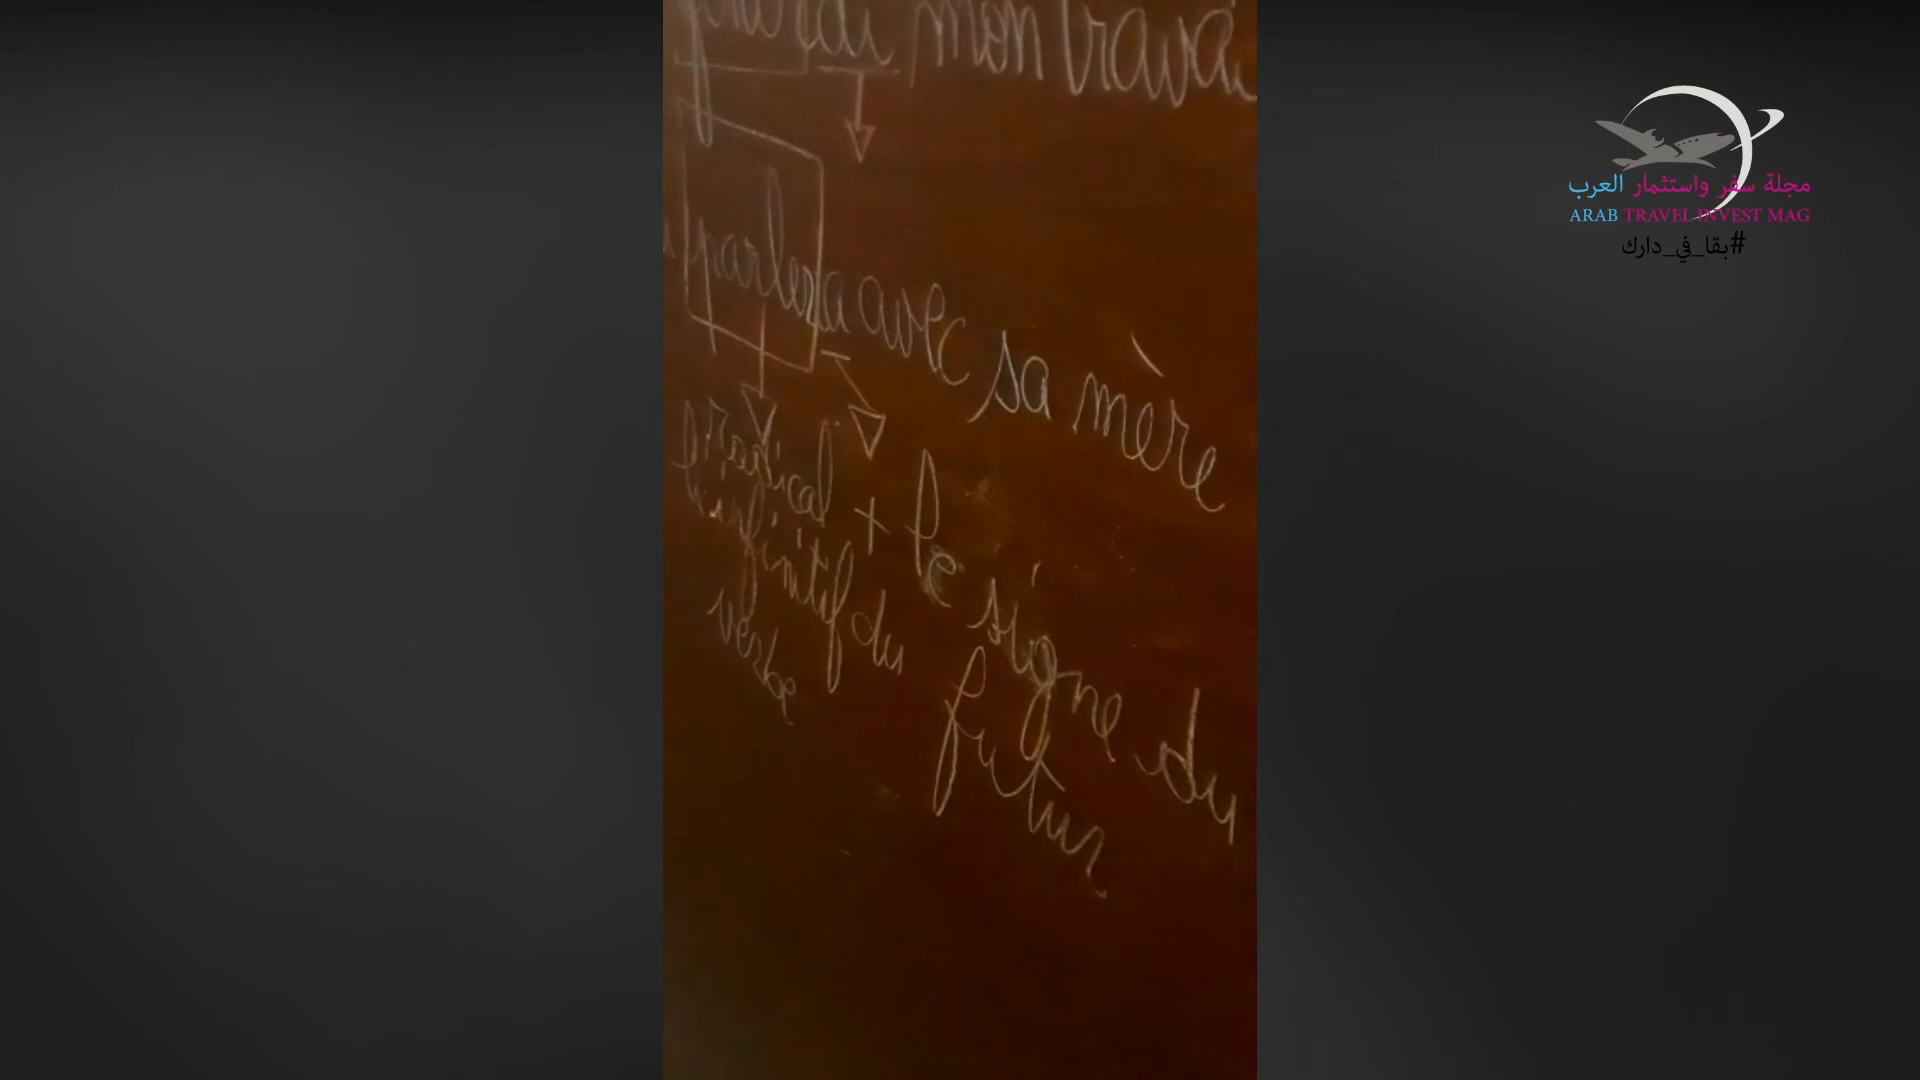 finirai mon travai
parlera avec sa mère
radical + le signe du futur
l'infinitif du
verbe
مجلة سفر واستثمار العرب
ARAB TRAVEL INVEST MAG
#بقا_في_دارك